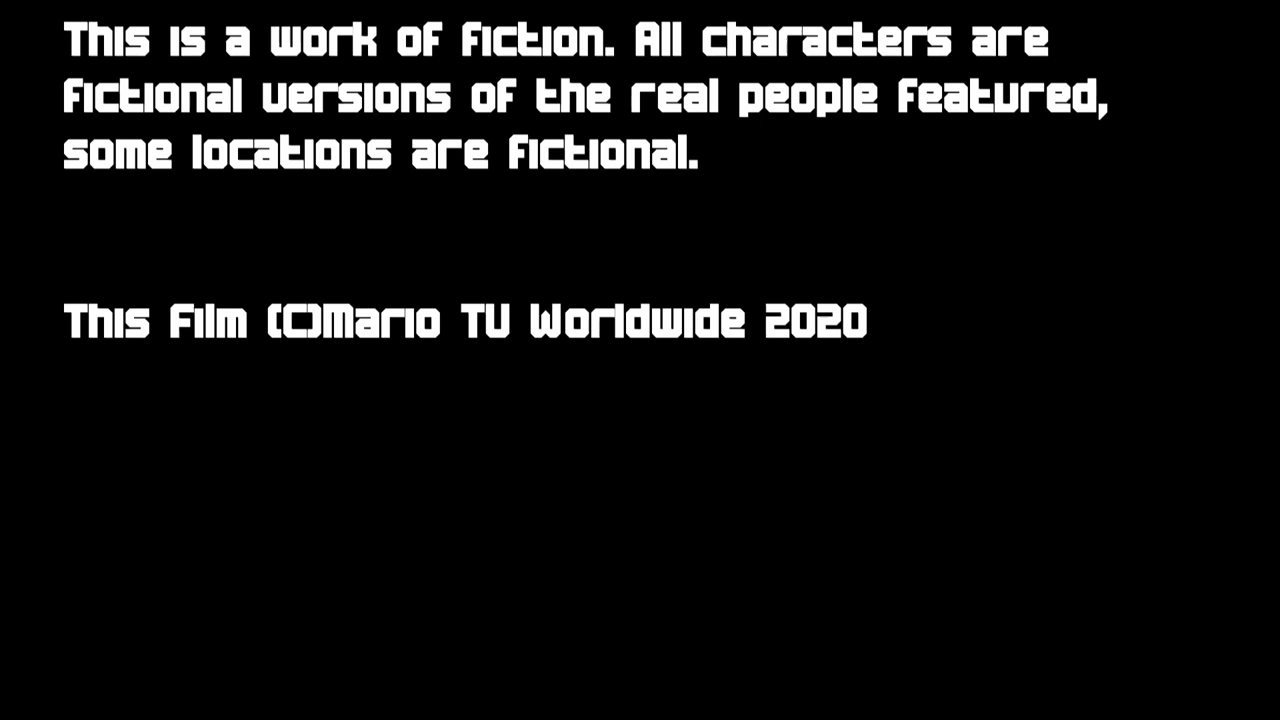 This is a work of fiction. All characters are
fictional versions of the real people featured,
some locations are fictional.
This Film (C)Mario TV Worldwide 2020